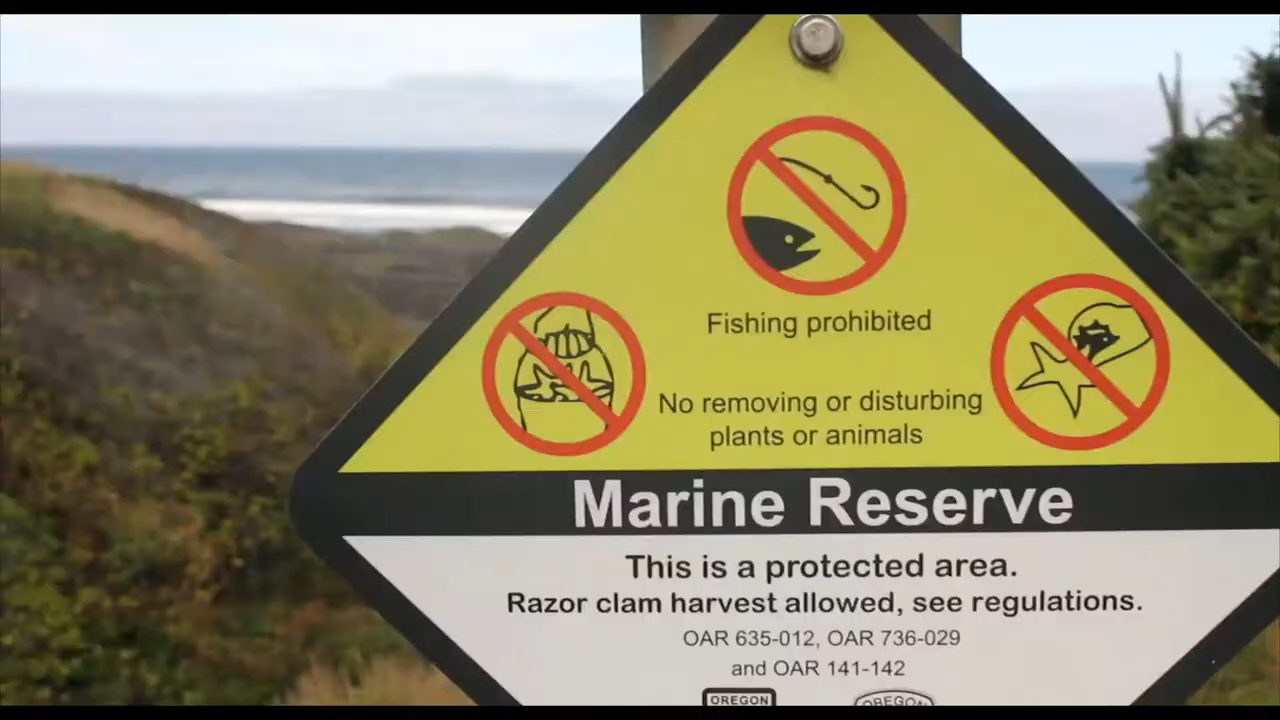 Fishing prohibited
No removing or disturbing
plants or animals
Marine Reserve
This is a protected area.
Razor clam harvest allowed, see regulations.
OAR 635-012, OAR 736-029
and OAR 141-142
OREGON
OREGON